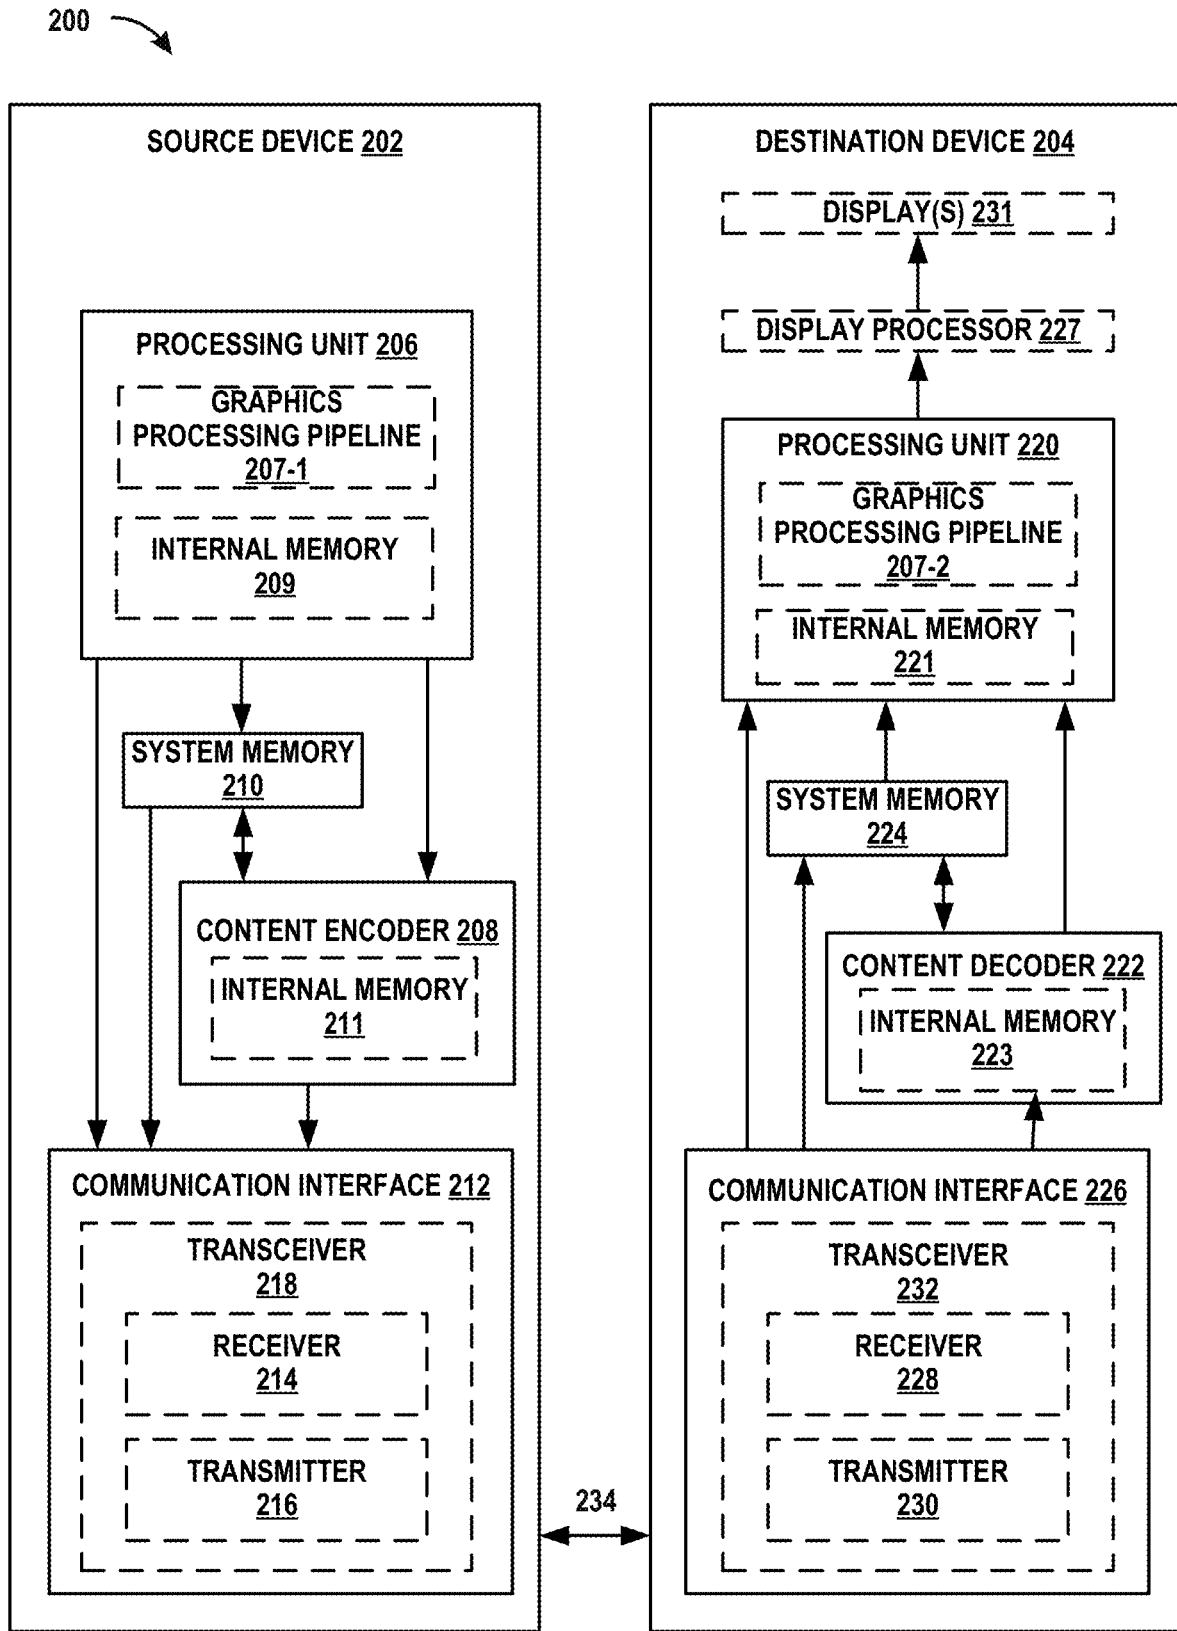 200
SOURCE DEVICE 202
PROCESSING UNIT 206
GRAPHICS
PROCESSING PIPELINE
207-1
INTERNAL MEMORY
209
SYSTEM MEMORY
210
CONTENT ENCODER 208
INTERNAL MEMORY
211
COMMUNICATION INTERFACE 212
TRANSCEIVER
218
RECEIVER
214
TRANSMITTER
216
234
DESTINATION DEVICE 204
DISPLAY(S) 231
DISPLAY PROCESSOR 227
PROCESSING UNIT 220
GRAPHICS
PROCESSING PIPELINE
207-2
INTERNAL MEMORY
221
SYSTEM MEMORY
224
CONTENT DECODER 222
INTERNAL MEMORY
223
COMMUNICATION INTERFACE 226
TRANSCEIVER
232
RECEIVER
228
TRANSMITTER
230